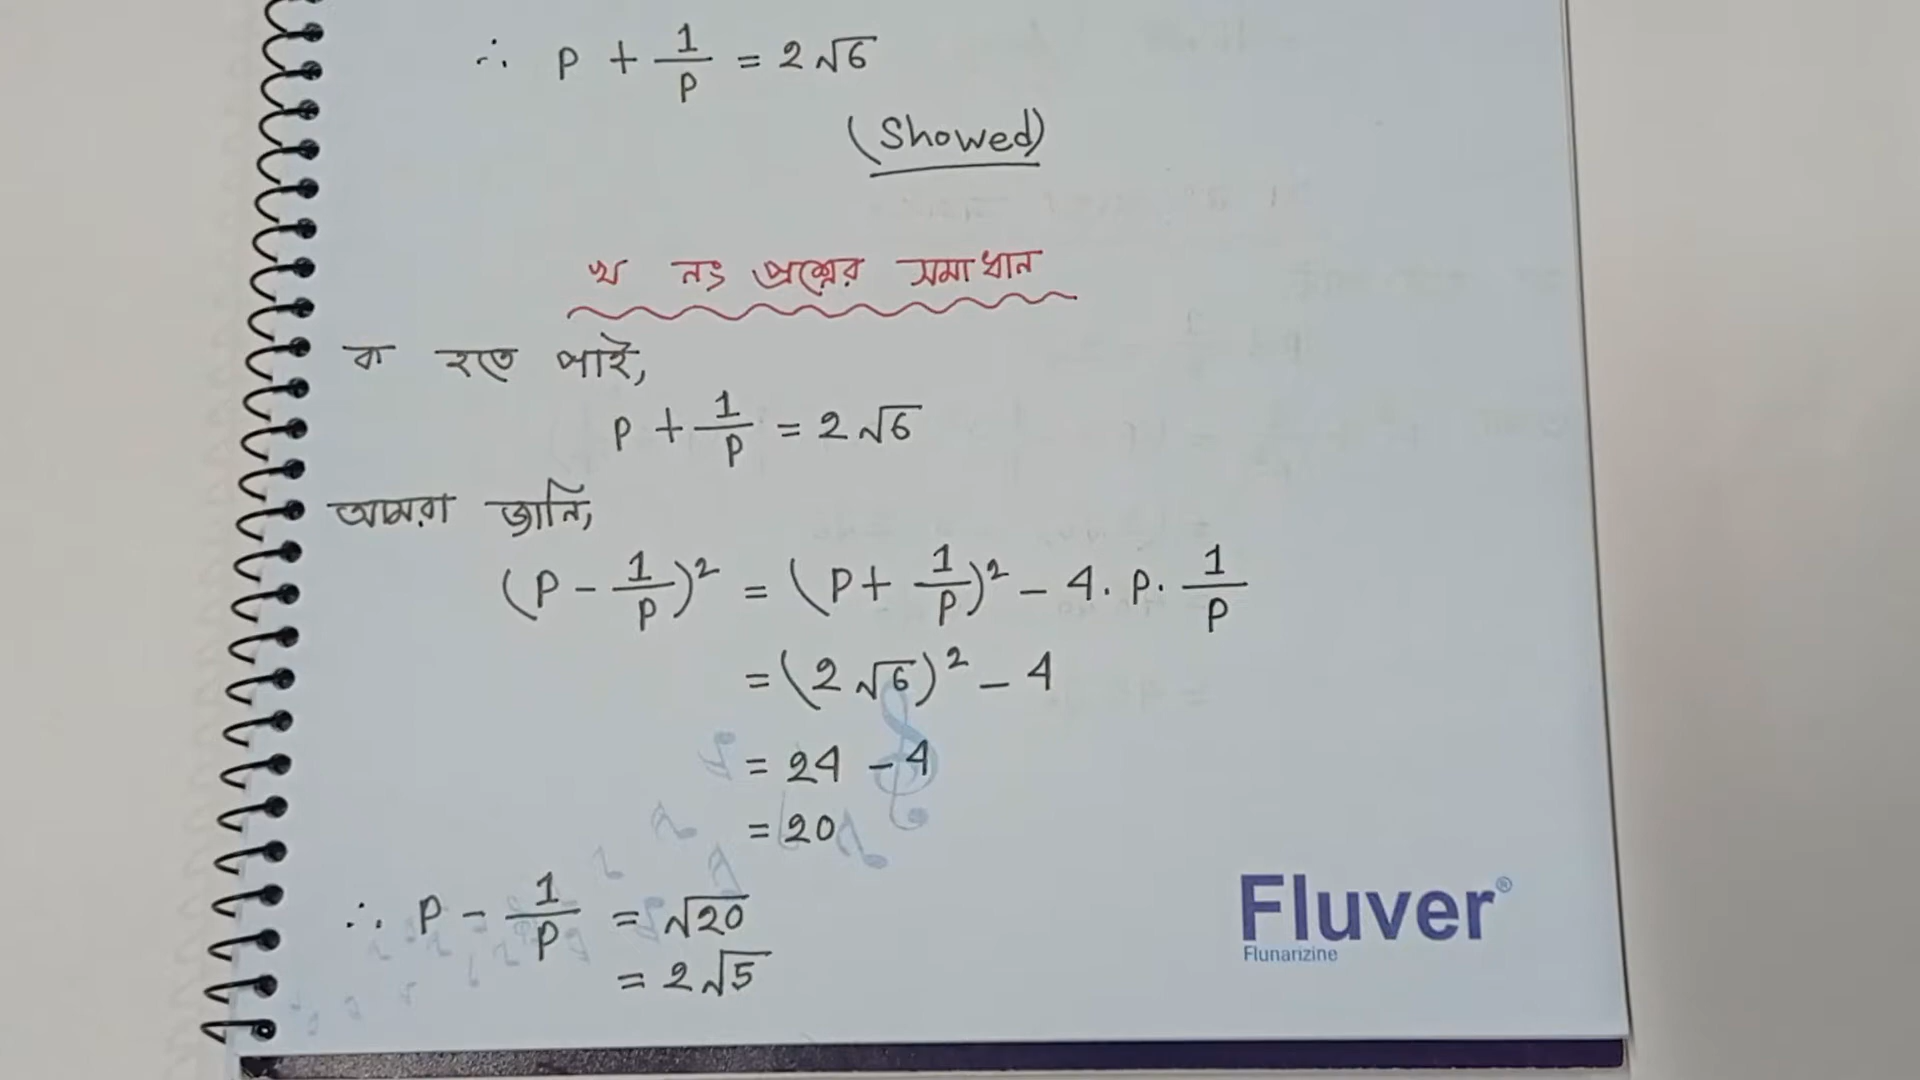 ∴ P + 1/P = 2√6
(Showed)
খ নং প্রশ্নের সমাধান
ক হতে পাই,
P + 1/P = 2√6
আমরা জানি,
(P - 1/P)² = (P + 1/P)² - 4 · P · 1/P
= (2√6)² - 4
= 24 - 4
= 20
∴ P - 1/P = √20
= 2√5
Fluver®
Flunarizine